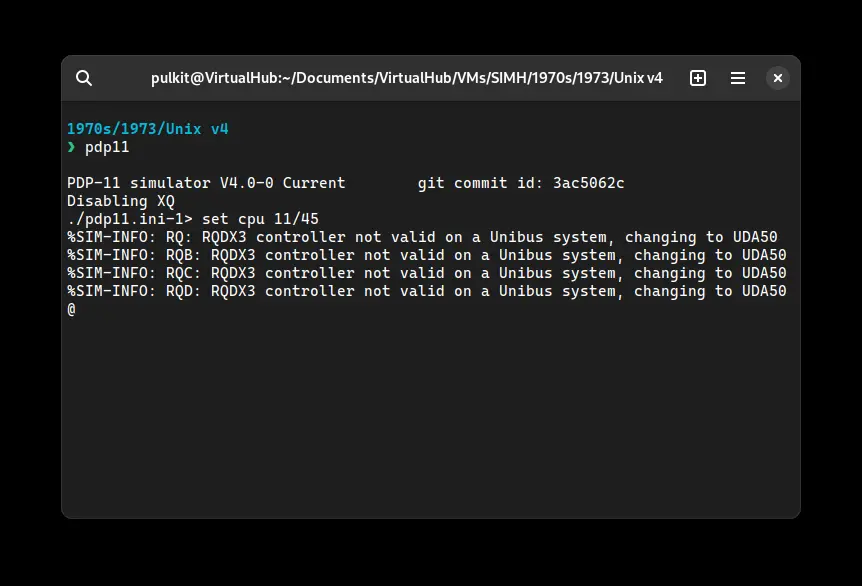 pulkit@VirtualHub:~/Documents/VirtualHub/VMs/SIMH/1970s/1973/Unix v4
1970s/1973/Unix v4
❯ pdp11
PDP-11 simulator V4.0-0 Current        git commit id: 3ac5062c
Disabling XQ
./pdp11.ini-1> set cpu 11/45
%SIM-INFO: RQ: RQDX3 controller not valid on a Unibus system, changing to UDA50
%SIM-INFO: RQB: RQDX3 controller not valid on a Unibus system, changing to UDA50
%SIM-INFO: RQC: RQDX3 controller not valid on a Unibus system, changing to UDA50
%SIM-INFO: RQD: RQDX3 controller not valid on a Unibus system, changing to UDA50
@